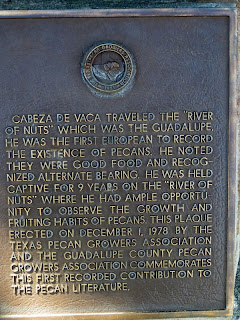 CABEZA DE VACA TRAVELED THE "RIVER
OF NUTS" WHICH WAS THE GUADALUPE.
HE WAS THE FIRST EUROPEAN TO RECORD
THE EXISTENCE OF PECANS. HE NOTED
THEY WERE GOOD FOOD AND RECOG-
NIZED ALTERNATE BEARING. HE WAS HELD
CAPTIVE FOR 9 YEARS ON THE "RIVER OF
NUTS" WHERE HE HAD AMPLE OPPORTU-
NITY TO OBSERVE THE GROWTH AND
FRUITING HABITS OF PECANS. THIS PLAQUE
ERECTED ON DECEMBER 1, 1978 BY THE
TEXAS PECAN GROWERS ASSOCIATION
AND THE GUADALUPE COUNTY PECAN
GROWERS ASSOCIATION COMMEMORATES
THIS FIRST RECORDED CONTRIBUTION TO
THE PECAN LITERATURE.